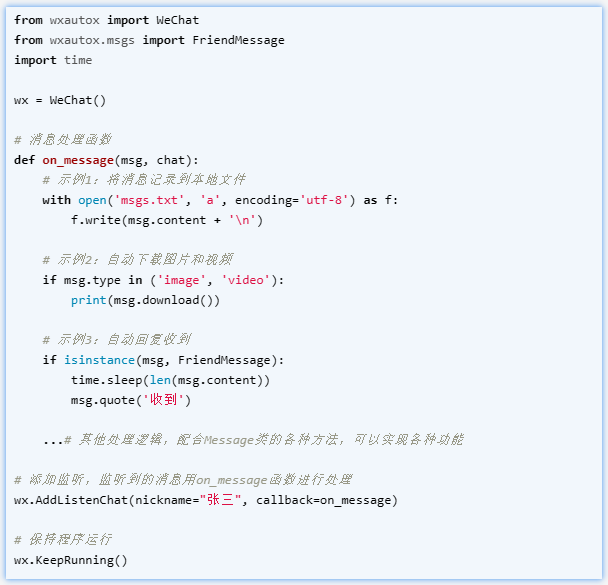 from wxautox import WeChat
from wxautox.msgs import FriendMessage
import time
wx = WeChat()
# 消息处理函数
def on_message(msg, chat):
    # 示例1：将消息记录到本地文件
    with open('msgs.txt', 'a', encoding='utf-8') as f:
        f.write(msg.content + '\n')
    # 示例2：自动下载图片和视频
    if msg.type in ('image', 'video'):
        print(msg.download())
    # 示例3：自动回复收到
    if isinstance(msg, FriendMessage):
        time.sleep(len(msg.content))
        msg.quote('收到')
    ...# 其他处理逻辑，配合Message类的各种方法，可以实现各种功能
# 添加监听，监听到的消息用on_message函数进行处理
wx.AddListenChat(nickname="张三", callback=on_message)
# 保持程序运行
wx.KeepRunning()